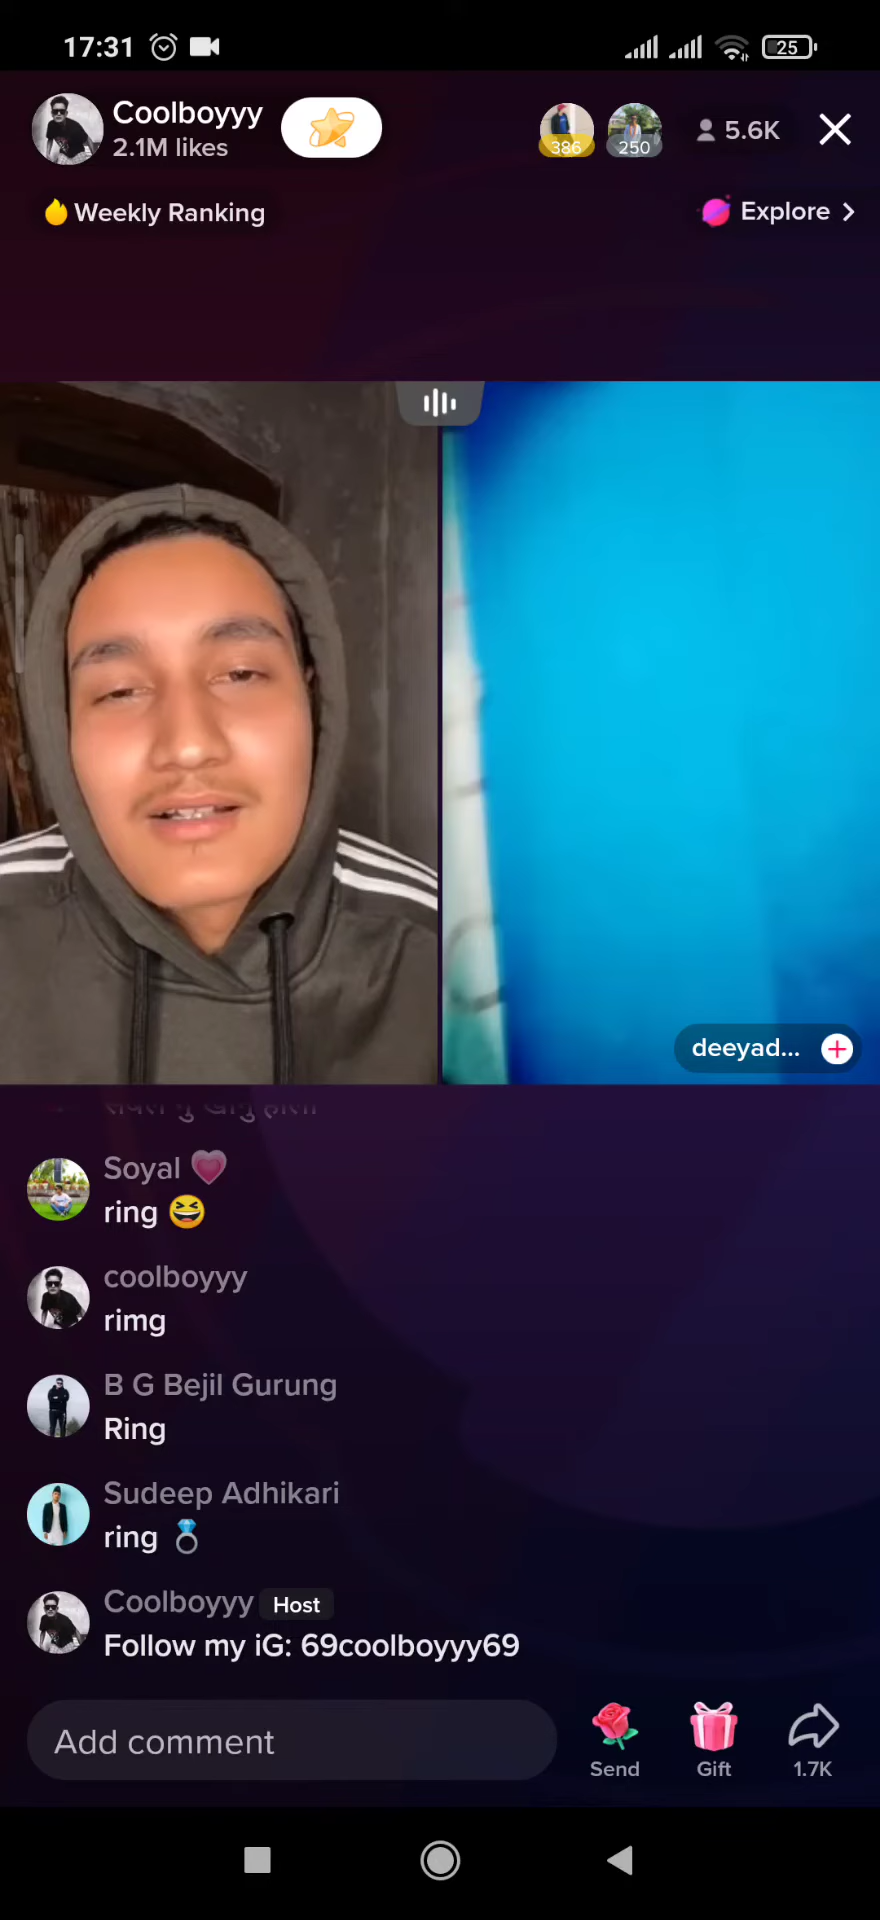 17:31
25
Coolboyyy
2.1M likes
386
250
5.6K
Weekly Ranking
Explore
deeyad...
Soyal
ring 😆
coolboyyy
rimg
B G Bejil Gurung
Ring
Sudeep Adhikari
ring 💍
Coolboyyy Host
Follow my iG: 69coolboyyy69
Add comment
Send
Gift
1.7K